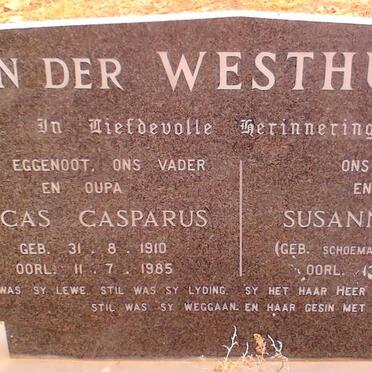 N DER WESTHU
In Liefdevolle Herinnering
EGGENOOT, ONS VADER
EN OUPA
CAS CASPARUS
GEB. 31.8.1910
OORL. 11.7.1985
ONS
EN
SUSANN
(GEB. SCHOEMA
OORL.
WAS SY LEWE, STIL WAS SY LYDING. SY HET HAAR HEER
STIL WAS SY WEGGAAN. EN HAAR GESIN MET